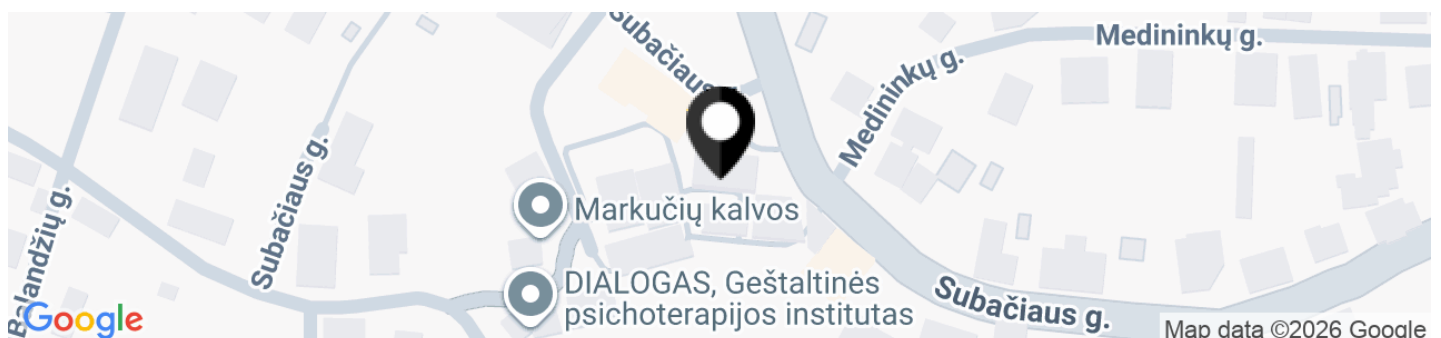 Subačiaus g.
Medininkų g.
Medininkų g.
Subačiaus g.
Balandžių g.
Markučių kalvos
DIALOGAS, Geštaltinės
psichoterapijos institutas
Subačiaus g.
Google
Map data ©2026 Google